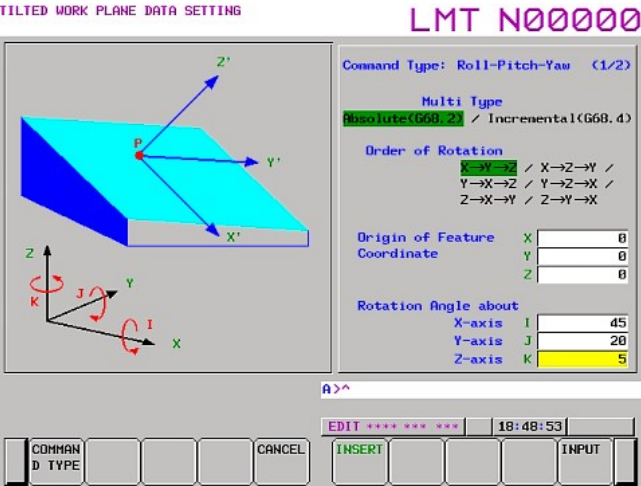 TILTED WORK PLANE DATA SETTING
LMT N00000
Z'
P
Y'
X'
Z
K
J
Y
I
X
Command Type: Roll-Pitch-Yaw (1/2)
Multi Type
Absolute(G68.2) / Incremental(G68.4)
Order of Rotation
X→Y→Z / X→Z→Y /
Y→X→Z / Y→Z→X /
Z→X→Y / Z→Y→X
Origin of Feature X 0
Coordinate Y 0
Z 0
Rotation Angle about
X-axis I 45
Y-axis J 20
Z-axis K 5
A>^
EDIT **** *** *** 18:48:53
COMMAN
D TYPE
CANCEL
INSERT
INPUT